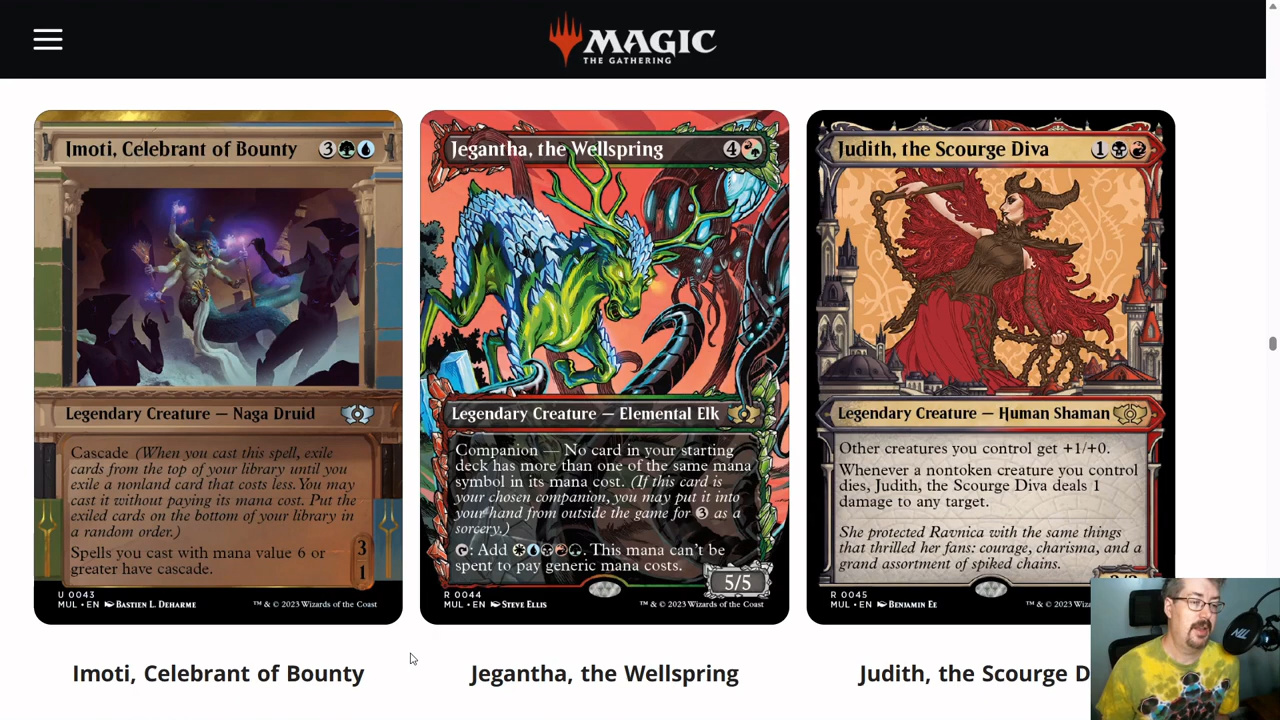 MAGIC
THE GATHERING
Imoti, Celebrant of Bounty 3
Legendary Creature — Naga Druid
Cascade (When you cast this spell, exile
cards from the top of your library until you
exile a nonland card that costs less. You may
cast it without paying its mana cost. Put the
exiled cards on the bottom of your library in
a random order.)
Spells you cast with mana value 6 or
greater have cascade.
3
1
U 0043
MUL • EN BASTIEN L. DEHARME
™ & © 2023 Wizards of the Coast
Jegantha, the Wellspring 4
Legendary Creature — Elemental Elk
Companion — No card in your starting
deck has more than one of the same mana
symbol in its mana cost. (If this card is
your chosen companion, you may put it into
your hand from outside the game for 3 as a
sorcery.)
: Add . This mana can't be
spent to pay generic mana costs.
5/5
R 0044
MUL • EN STEVE ELLIS
™ & © 2023 Wizards of the Coast
Judith, the Scourge Diva 1
Legendary Creature — Human Shaman
Other creatures you control get +1/+0.
Whenever a nontoken creature you control
dies, Judith, the Scourge Diva deals 1
damage to any target.
She protected Ravnica with the same things
that thrilled her fans: courage, charisma, and a
grand assortment of spiked chains.
R 0045
MUL • EN BENJAMIN EE
™ & © 2023 Wizards
Imoti, Celebrant of Bounty
Jegantha, the Wellspring
Judith, the Scourge D